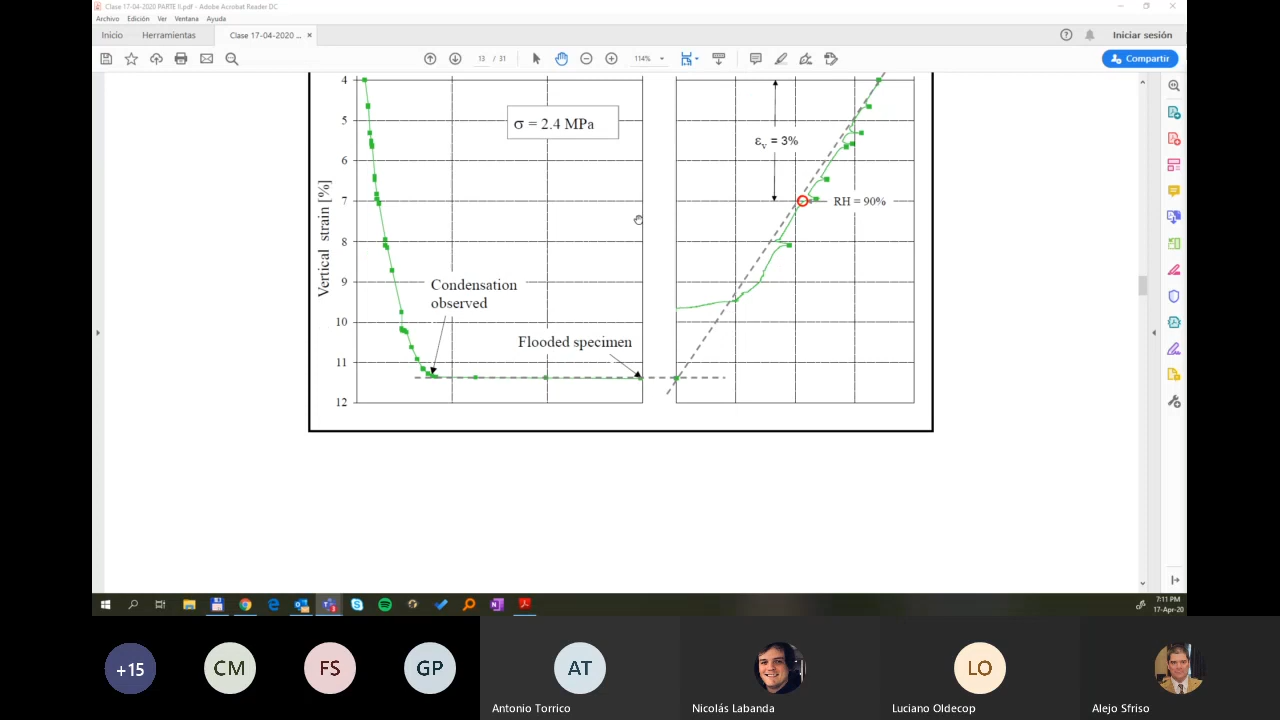 Clase 17-04-2020 PARTE II.pdf - Adobe Acrobat Reader DC
Archivo Edición Ver Ventana Ayuda
Inicio Herramientas Clase 17-04-2020 ... × Iniciar sesión
13 / 31 114% Compartir
4
5
6
7
8
9
10
11
12
Vertical strain [%]
σ = 2.4 MPa
Condensation
observed
Flooded specimen
εv = 3%
RH = 90%
7:11 PM
17-Apr-20
+15 CM FS GP AT LO
Antonio Torrico Nicolás Labanda Luciano Oldecop Alejo Sfriso